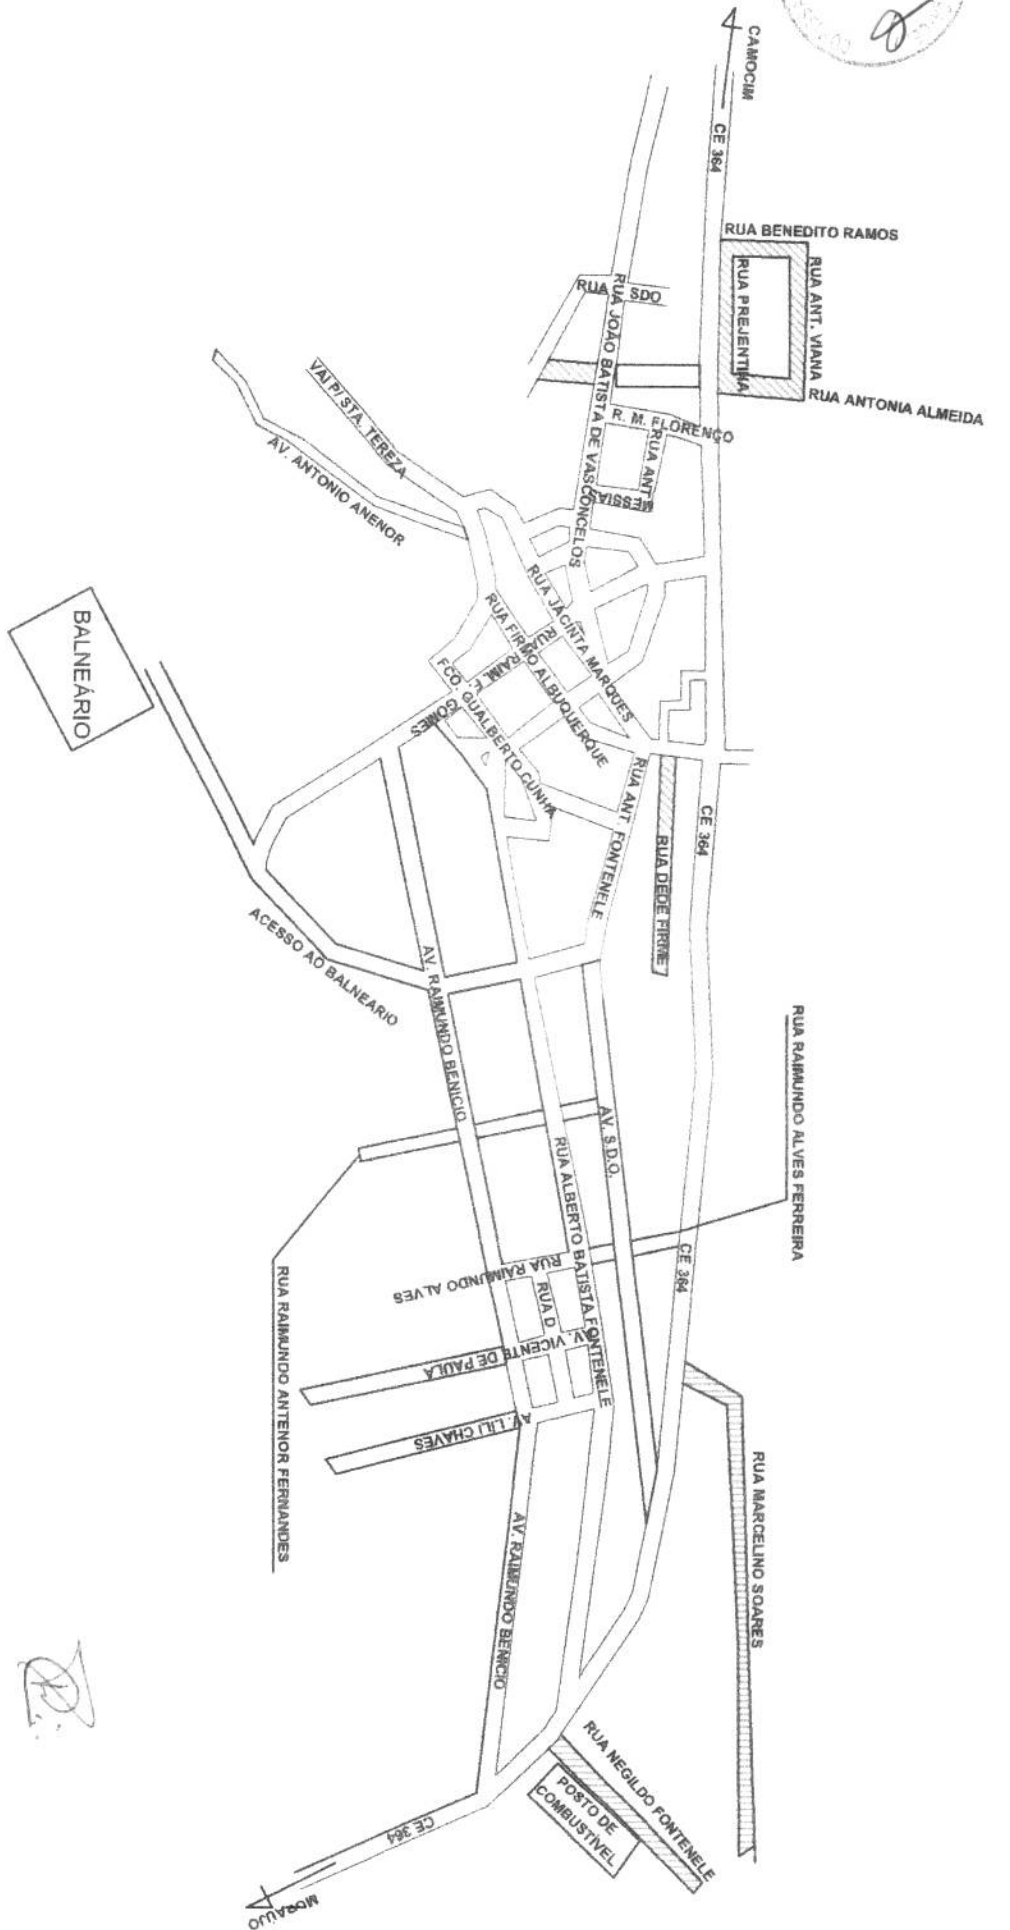 CAMOCIM
CE 364
RUA BENEDITO RAMOS
RUA ANT. VIANA
RUA PREJENTINA
RUA ANTONIA ALMEIDA
RUA SDO
RUA JOÃO BATISTA DE VASCONCELOS
R. M. FLORENÇO
RUA ANT.
MESSIAS
VAI P/ STA. TEREZA
AV. ANTONIO ANENOR
RUA JACINTA MARQUES
RUA FIRMO ALBUQUERQUE
RUA RAIM. F. GOMES
FCO. GUALBERTO CUNHA
BALNEÁRIO
RUA ANT. FONTENELE
CE 364
RUA DEDE FIRME
ACESSO AO BALNEARIO
AV. RAIMUNDO BENICIO
RUA RAIMUNDO ALVES FERREIRA
AV. S.D.O.
RUA ALBERTO BATISTA FONTENELE
CE 364
RUA RAIMUNDO ALVES
RUA D
AV. VICENTE DE PAULA
AV. LILI CHAVES
RUA RAIMUNDO ANTENOR FERNANDES
RUA MARCELINO SOARES
AV. RAIMUNDO BENICIO
RUA NEGILDO FONTENELE
POSTO DE
COMBUSTÍVEL
CE 364
MORAUJO